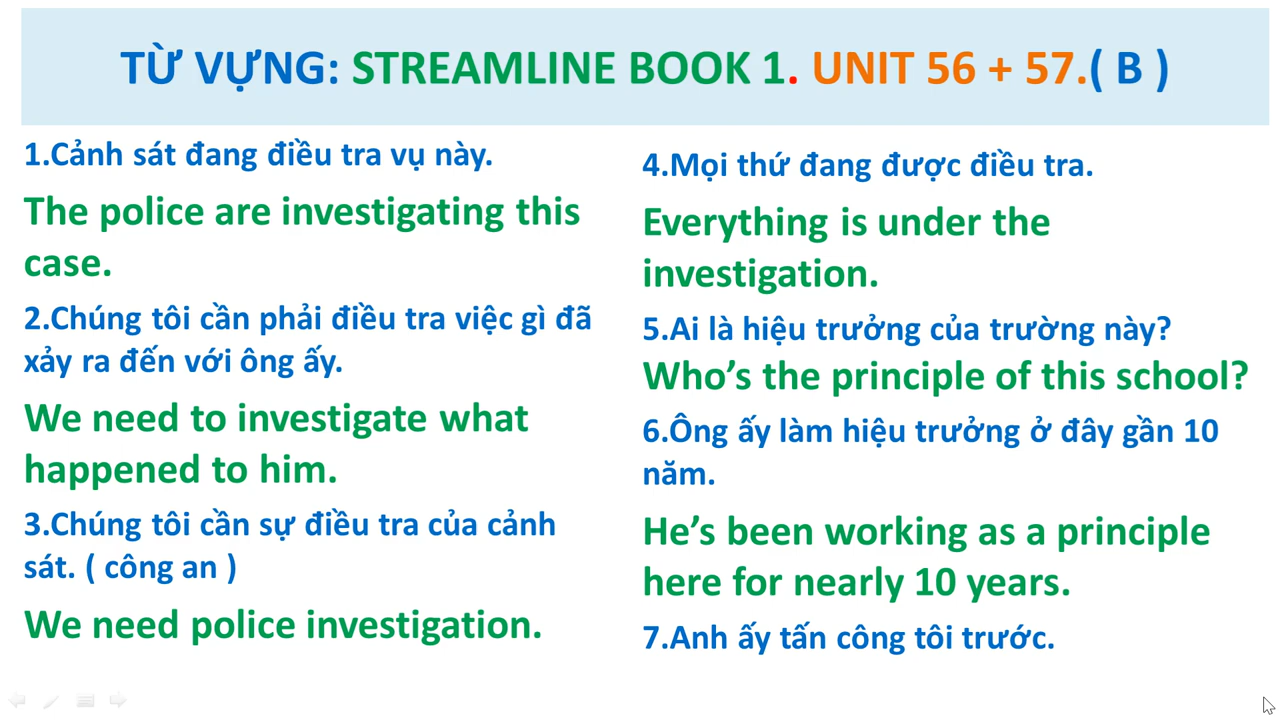 TỪ VỰNG: STREAMLINE BOOK 1. UNIT 56 + 57.( B )
1.Cảnh sát đang điều tra vụ này.
The police are investigating this
case.
2.Chúng tôi cần phải điều tra việc gì đã
xảy ra đến với ông ấy.
We need to investigate what
happened to him.
3.Chúng tôi cần sự điều tra của cảnh
sát. ( công an )
We need police investigation.
4.Mọi thứ đang được điều tra.
Everything is under the
investigation.
5.Ai là hiệu trưởng của trường này?
Who’s the principle of this school?
6.Ông ấy làm hiệu trưởng ở đây gần 10
năm.
He’s been working as a principle
here for nearly 10 years.
7.Anh ấy tấn công tôi trước.